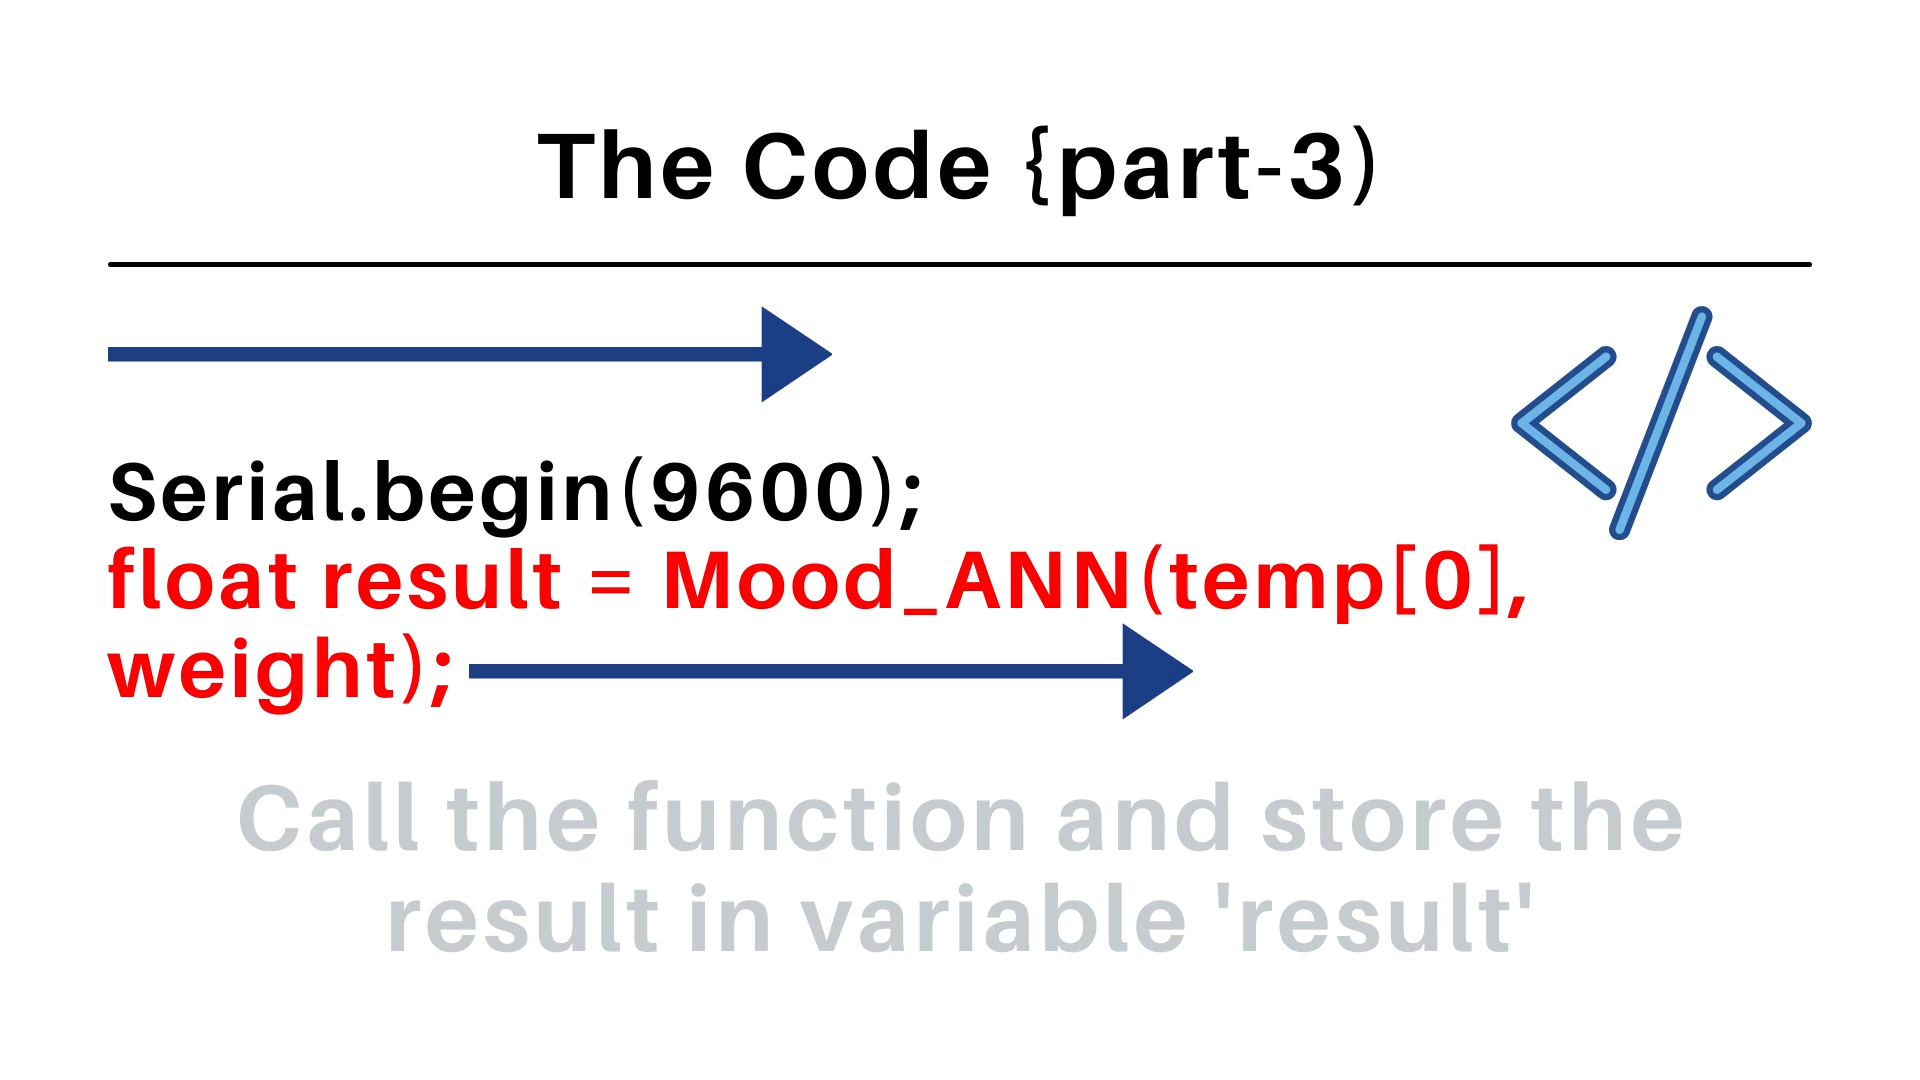 The Code {part-3)
Serial.begin(9600);
float result = Mood_ANN(temp[0],
weight);
Call the function and store the
result in variable 'result'